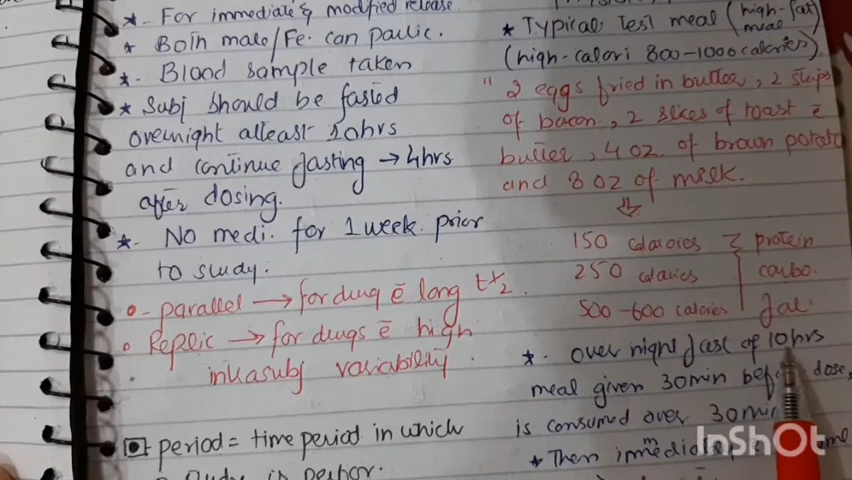 *- For immediate & modified release
* Both male/Fe. can partic.
*- Blood sample taken
* Subj should be fasted
overnight atleast 10hrs
and continue fasting → 4hrs
after dosing.
*- No medi. for 1 week prior
to study.
- parallel → for drug c̄ long t½.
Replic → for drugs c̄ high
intrasubj variability
period = time period in which
study is perfor.
* Typical test meal (high-fat
meal
(high-calori 800-1000 calories)
"2 eggs fried in butter, 2 strips
of bacon, 2 slices of toast c̄
butter, 4 oz. of brown potato
and 8 oz of milk.
150 calaroies protein
250 calories carbo.
500-600 calories fat.
*- over night fast of 10hrs
meal given 30min dose,
is consumed over 30min
* Then
InShOt